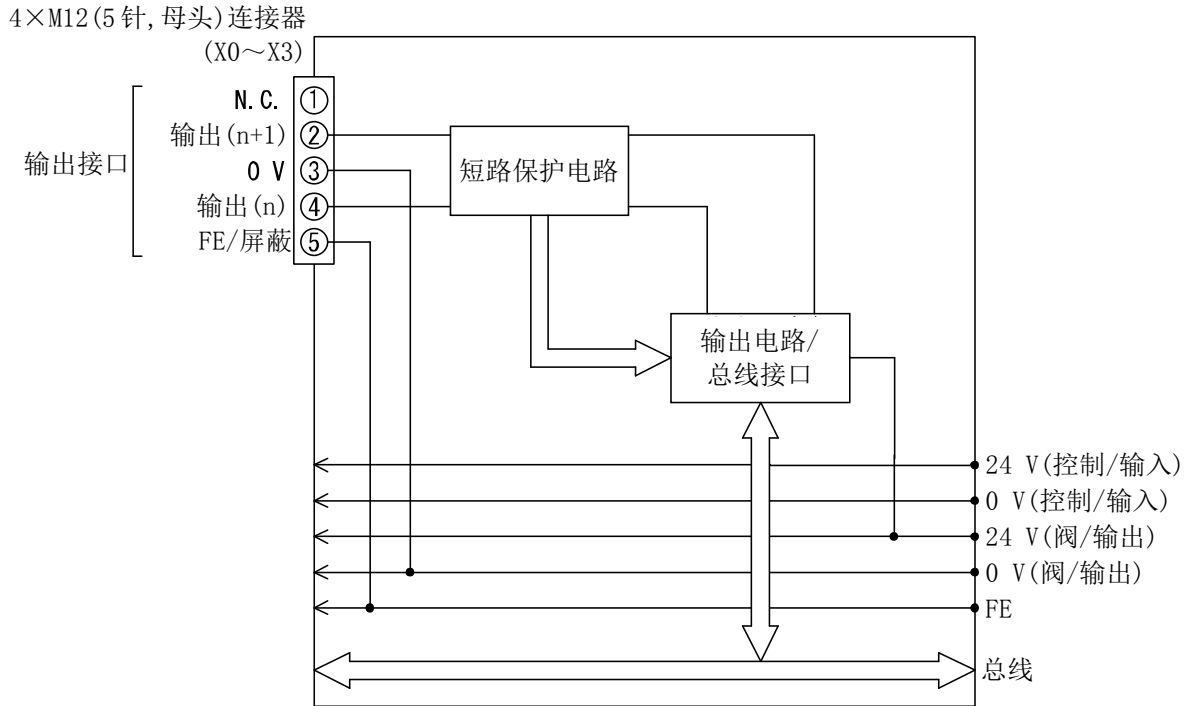 4×M12(5针,母头)连接器
(X0～X3)
N.C. ①
输出(n+1) ②
0 V ③
输出(n) ④
FE/屏蔽 ⑤
输出接口
短路保护电路
输出电路/
总线接口
24 V(控制/输入)
0 V(控制/输入)
24 V(阀/输出)
0 V(阀/输出)
FE
总线